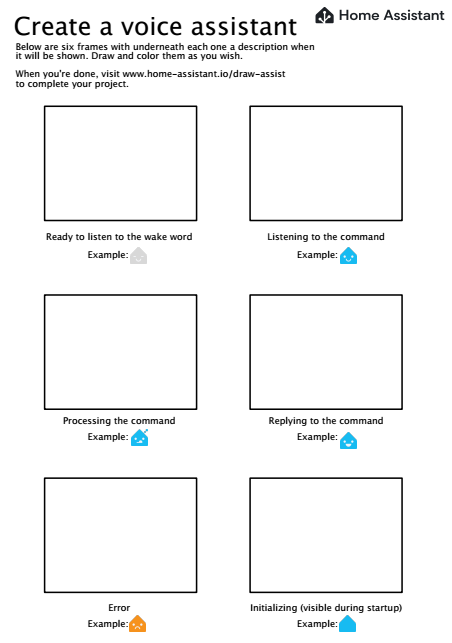 Create a voice assistant
Home Assistant
Below are six frames with underneath each one a description when
it will be shown. Draw and color them as you wish.
When you're done, visit www.home-assistant.io/draw-assist
to complete your project.
Ready to listen to the wake word
Example:
Listening to the command
Example:
Processing the command
Example:
Replying to the command
Example:
Error
Example:
Initializing (visible during startup)
Example: